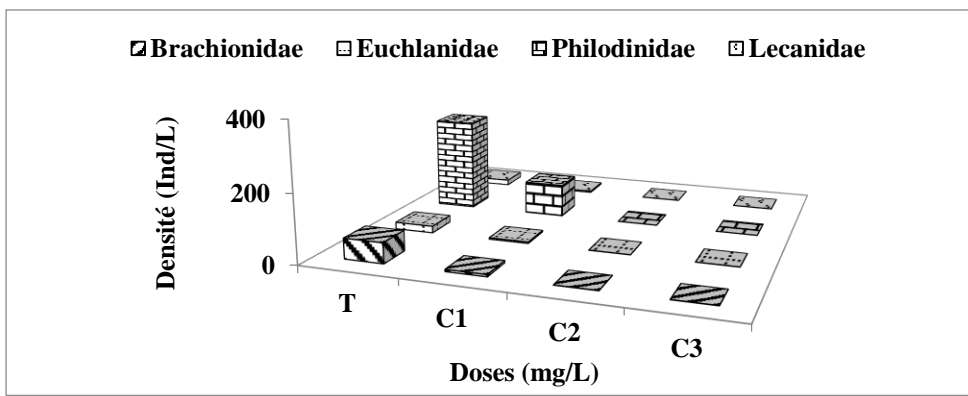 Brachionidae Euchlanidae Philodinidae Lecanidae
Densité (Ind/L)
400
200
0
T C1 C2 C3
Doses (mg/L)